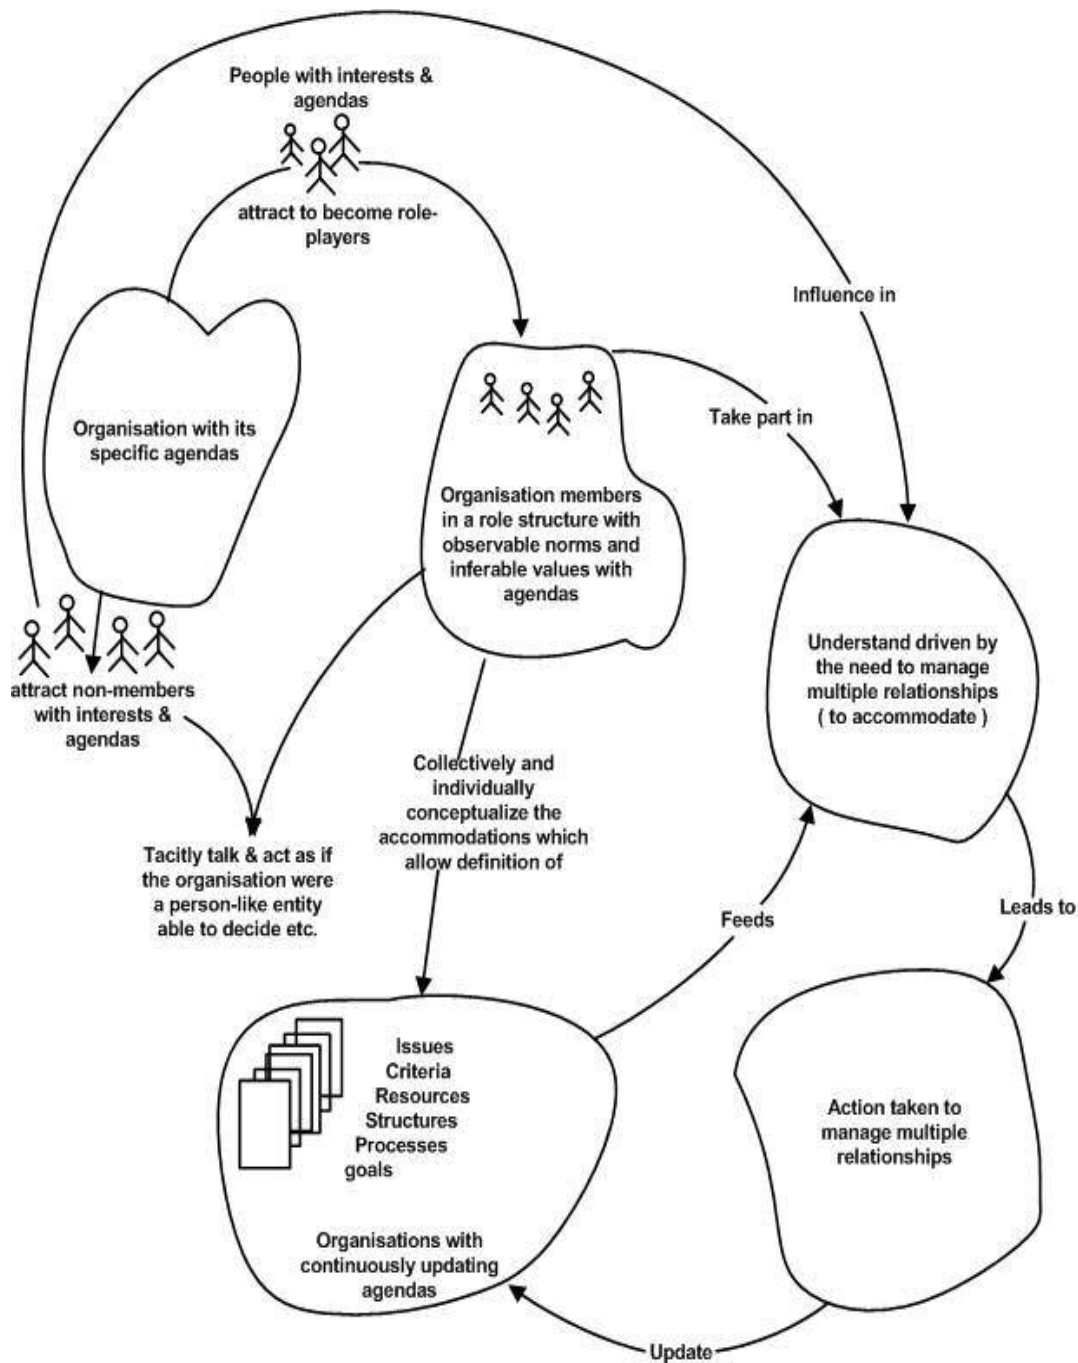 People with interests &
agendas
attract to become role-
players
Influence in
Organisation with its
specific agendas
Take part in
Organisation members
in a role structure with
observable norms and
inferable values with
agendas
Understand driven by
the need to manage
multiple relationships
( to accommodate )
attract non-members
with interests &
agendas
Collectively and
individually
conceptualize the
accommodations which
allow definition of
Tacitly talk & act as if
the organisation were
a person-like entity
able to decide etc.
Feeds
Leads to
Issues
Criteria
Resources
Structures
Processes
goals
Organisations with
continuously updating
agendas
Action taken to
manage multiple
relationships
Update